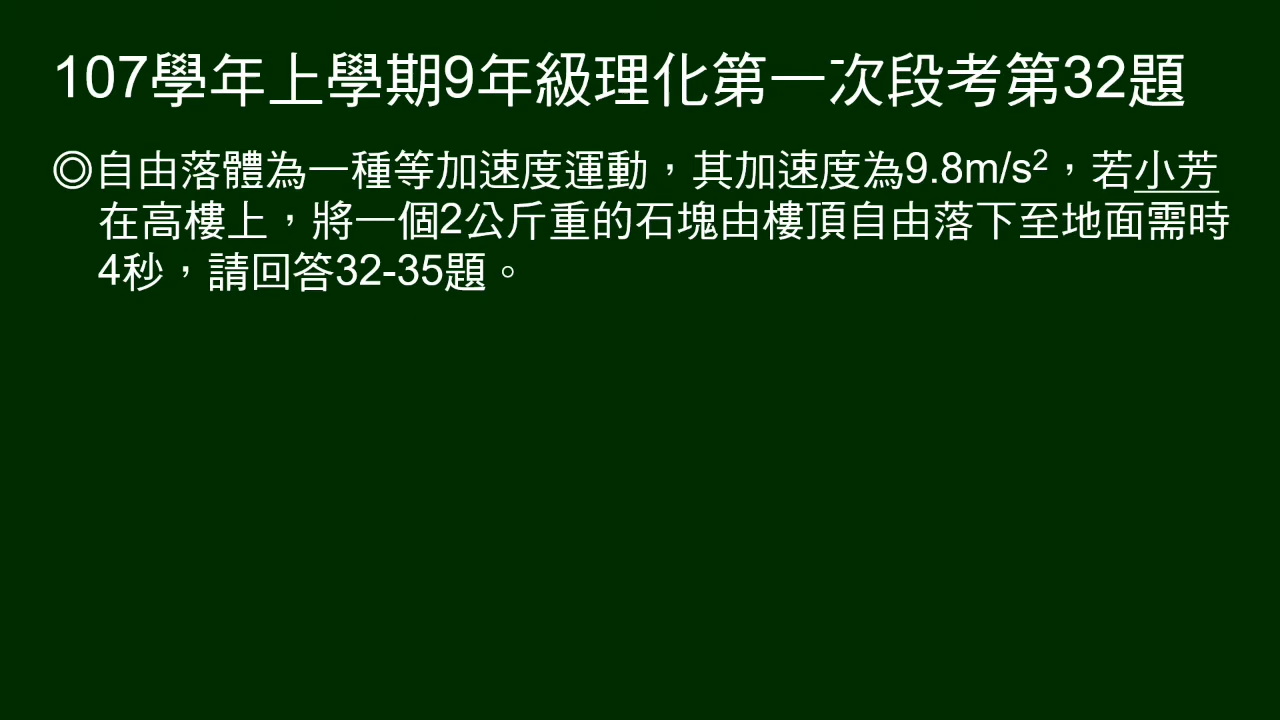 107學年上學期9年級理化第一次段考第32題
◎自由落體為一種等加速度運動，其加速度為9.8m/s²，若小芳
在高樓上，將一個2公斤重的石塊由樓頂自由落下至地面需時
4秒，請回答32-35題。